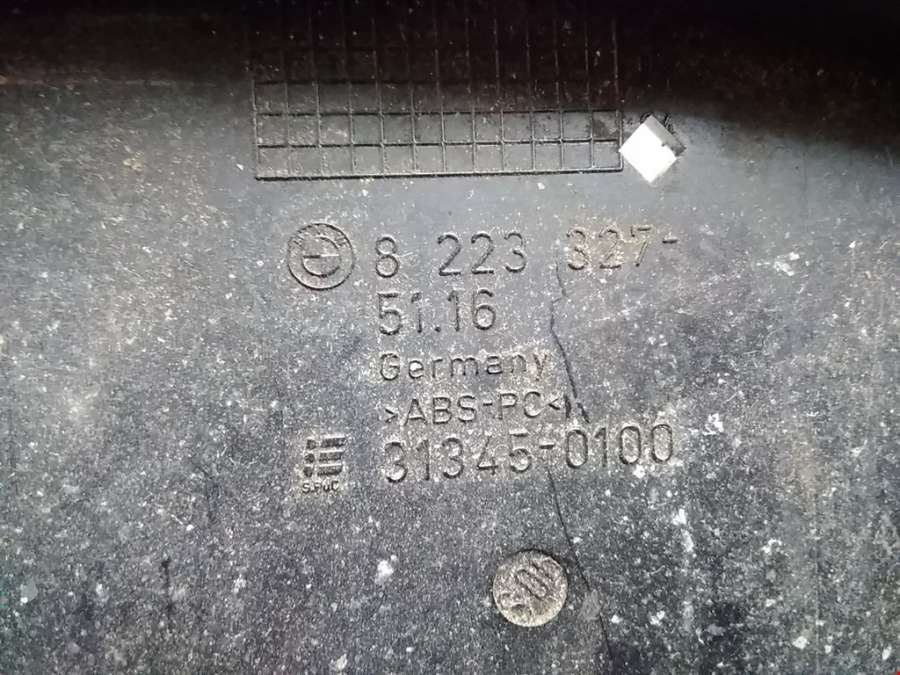 8 223 327-
51.16
Germany
>ABS-PC<
31345-0100